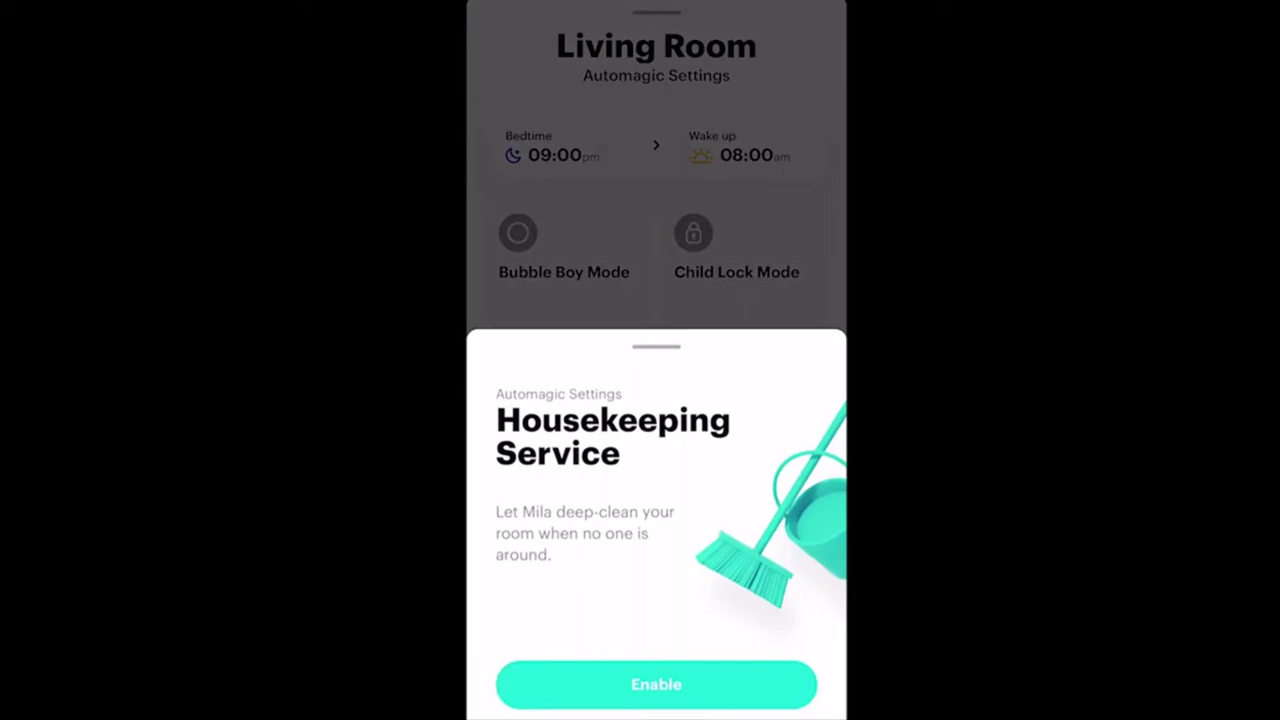 Living Room
Automagic Settings
Bedtime
09:00pm
Wake up
08:00am
Bubble Boy Mode
Child Lock Mode
Automagic Settings
Housekeeping
Service
Let Mila deep-clean your
room when no one is
around.
Enable